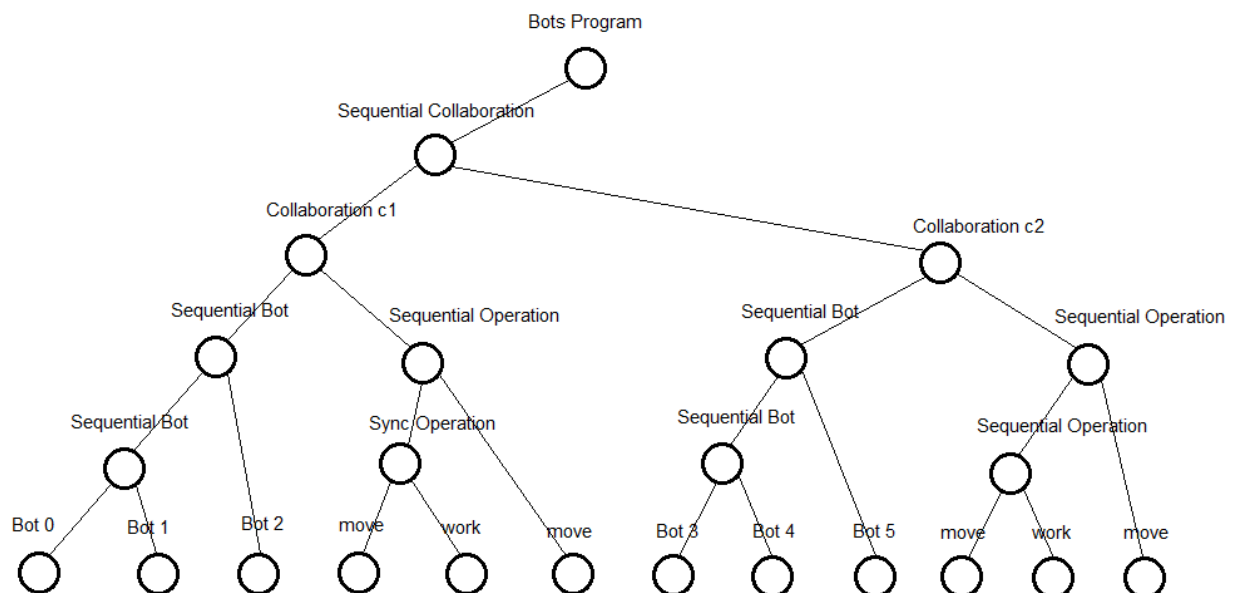 Bots Program
Sequential Collaboration
Collaboration c1
Collaboration c2
Sequential Bot
Sequential Operation
Sequential Bot
Sequential Operation
Sequential Bot
Sync Operation
Sequential Bot
Sequential Operation
Bot 0
Bot 1
Bot 2
move
work
move
Bot 3
Bot 4
Bot 5
move
work
move